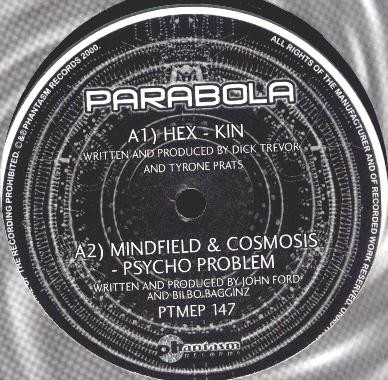 PARABOLA
A1) HEX - KIN
WRITTEN AND PRODUCED BY DICK TREVOR
AND TYRONE PRATS
A2) MINDFIELD & COSMOSIS
- PSYCHO PROBLEM
WRITTEN AND PRODUCED BY JOHN FORD
AND BILBO BAGGINZ
PTMEP 147
phantasm
RECORDS
THE RECORDING PROHIBITED. ©&℗ PHANTASM RECORDS 2000.
ALL RIGHTS OF THE MANUFACTURER AND OF RECORDED WORK RESERVED.